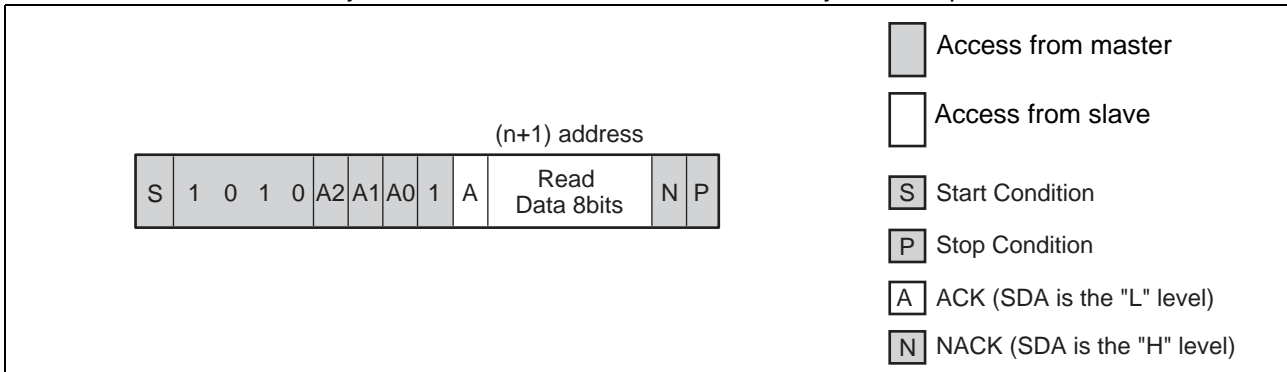 (n+1) address
S 1 0 1 0 A2 A1 A0 1 A Read Data 8bits N P
Access from master
Access from slave
S Start Condition
P Stop Condition
A ACK (SDA is the "L" level)
N NACK (SDA is the "H" level)